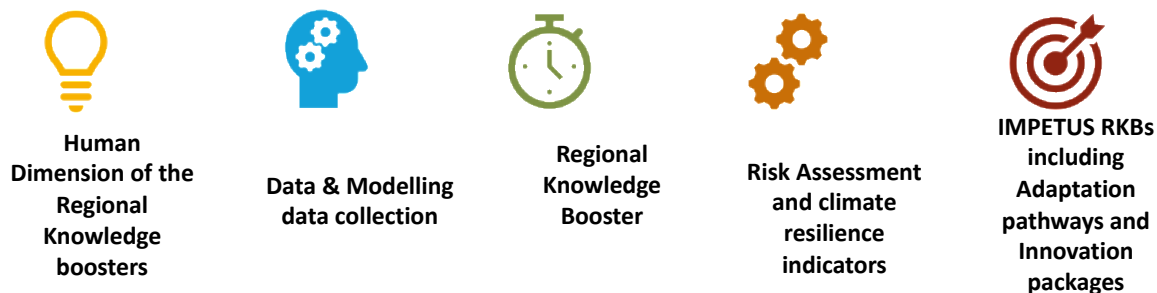 Human
Dimension of the
Regional
Knowledge
boosters
Data & Modelling
data collection
Regional
Knowledge
Booster
Risk Assessment
and climate
resilience
indicators
IMPETUS RKBs
including
Adaptation
pathways and
Innovation
packages